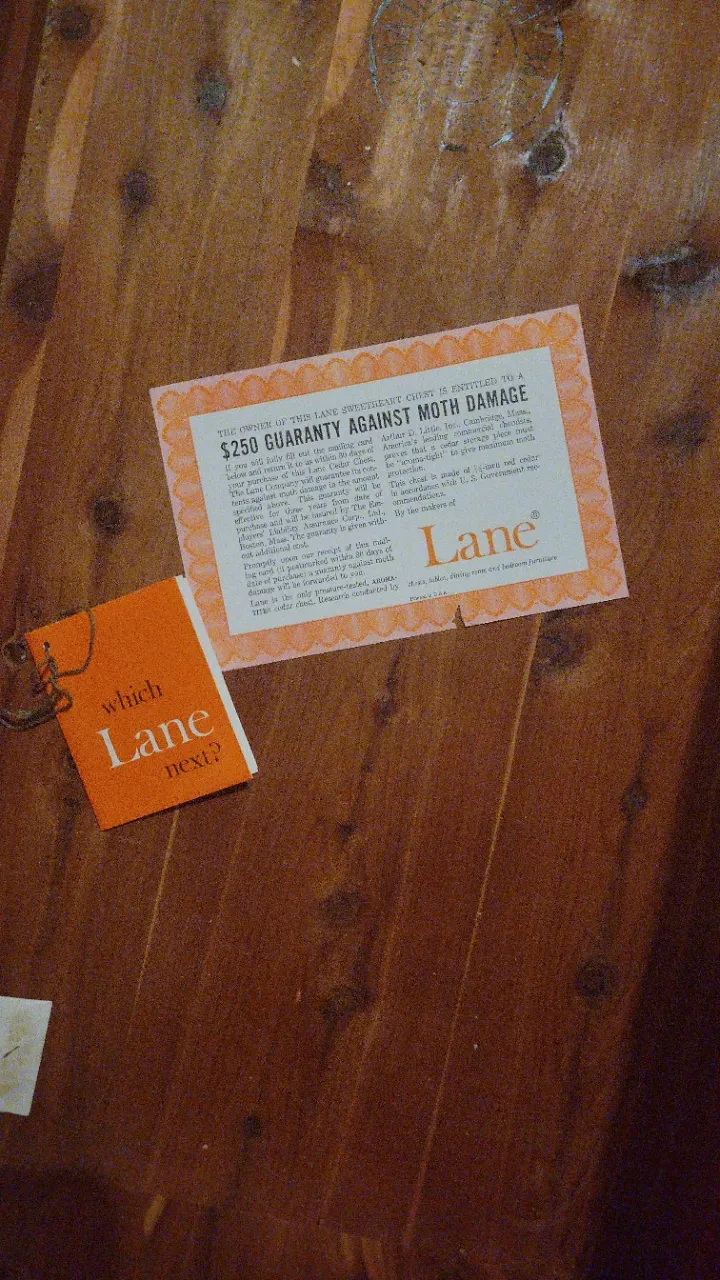 THE OWNER OF THIS LANE SWEETHEART CHEST IS ENTITLED TO A
$250 GUARANTY AGAINST MOTH DAMAGE
If you will fully fill out the mailing card
below and return it to us within 30 days of
your purchase of this Lane Cedar Chest,
The Lane Company will guarantee its con-
tents against moth damage in the amount
specified above. This guaranty will be
effective for three years from date of
purchase and will be insured by The Em-
ployers' Liability Assurance Corp., Ltd.,
Boston, Mass. The guaranty is given with-
out additional cost.
Promptly upon our receipt of this mail-
ing card (if postmarked within 30 days of
date of purchase) a warranty against moth
damage will be forwarded to you.
Lane is the only pressure-tested, AROMA-
TITE cedar chest. Research conducted by
Arthur D. Little, Inc., Cambridge, Mass.,
America's leading commercial chemists,
proves that a cedar storage piece must
be "aroma-tight" to give maximum moth
protection.
This chest is made of ¾-inch red cedar
in accordance with U. S. Government rec-
ommendations.
By the makers of
Lane®
chests, tables, dining room and bedroom furniture
which
Lane
next?